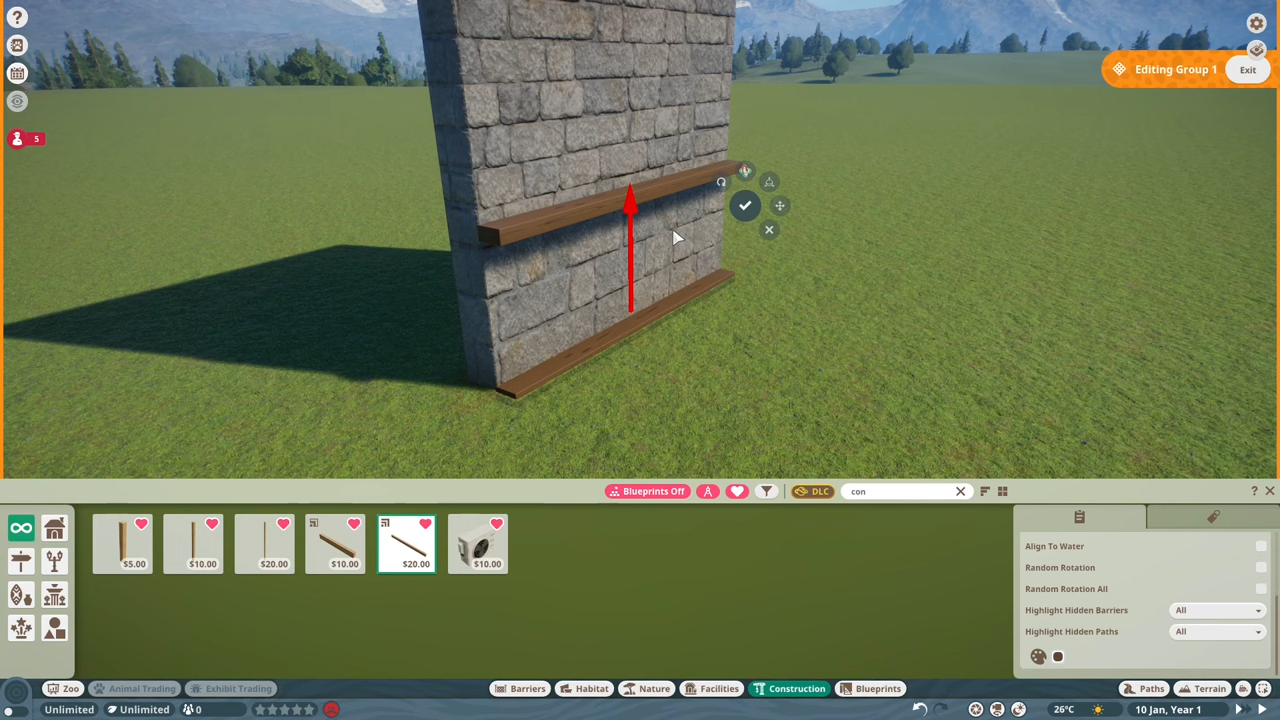 ?
Editing Group 1 Exit
5
Blueprints Off DLC con ?
$5.00 $10.00 $20.00 $10.00 $20.00 $10.00
Align To Water
Random Rotation
Random Rotation All
Highlight Hidden Barriers All
Highlight Hidden Paths All
Zoo Animal Trading Exhibit Trading Barriers Habitat Nature Facilities Construction Blueprints Paths Terrain
Unlimited Unlimited 0 26°C 10 Jan, Year 1